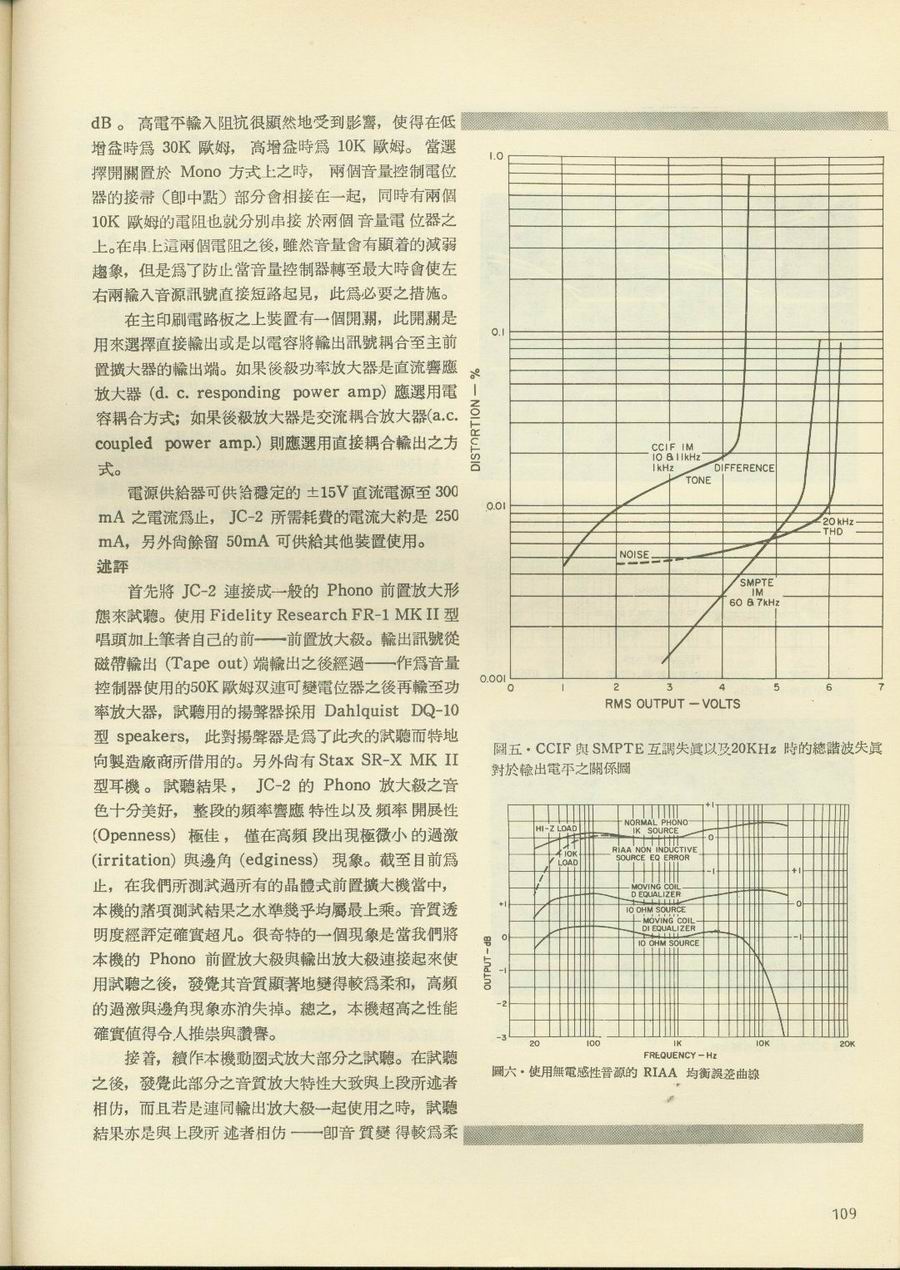 dB 。 高電平輸入阻抗很顯然地受到影響，使得在低
增益時爲 30K 歐姆， 高增益時爲 10K 歐姆。 當選
擇開關置於 Mono 方式上之時， 兩個音量控制電位
器的接帚（卽中點）部分會相接在一起，同時有兩個
10K 歐姆的電阻也就分別串接 於兩個 音量電 位器之
上。在串上這兩個電阻之後，雖然音量會有顯着的減弱
趨象，但是爲了防止當音量控制器轉至最大時會使左
右兩輸入音源訊號直接短路起見，此爲必要之措施。
在主印刷電路板之上裝置有一個開關，此開關是
用來選擇直接輸出或是以電容將輸出訊號耦合至主前
置擴大器的輸出端。如果後級功率放大器是直流響應
放大器 (d. c. responding power amp) 應選用電
容耦合方式；如果後級放大器是交流耦合放大器(a.c.
coupled power amp.) 則應選用直接耦合輸出之方
式。
電源供給器可供給穩定的 ±15V 直流電源至 300
mA 之電流爲止， JC-2 所需耗費的電流大約是 250
mA，另外尙餘留 50mA 可供給其他裝置使用。
述評
首先將 JC-2 連接成一般的 Phono 前置放大形
態來試聽。使用 Fidelity Research FR-1 MK II 型
唱頭加上筆者自己的前——前置放大級。輸出訊號從
磁帶輸出 (Tape out) 端輸出之後經過——作爲音量
控制器使用的50K 歐姆双連可變電位器之後再輸至功
率放大器，試聽用的揚聲器採用 Dahlquist DQ-10
型 speakers， 此對揚聲器是爲了此次的試聽而特地
向製造廠商所借用的。另外尙有 Stax SR-X MK II
型耳機 。 試聽結果， JC-2 的 Phono 放大級之音
色十分美好， 整段的頻率響應 特性以及 頻率 開展性
(Openness) 極佳， 僅在高頻 段出現極微小 的過激
(irritation) 與邊角 (edginess) 現象。截至目前爲
止，在我們所測試過所有的晶體式前置擴大機當中，
本機的諸項測試結果之水準幾乎均屬最上乘。音質透
明度經評定確實超凡。很奇特的一個現象是當我們將
本機的 Phono 前置放大級與輸出放大級連接起來使
用試聽之後，發覺其音質顯著地變得較爲柔和，高頻
的過激與邊角現象亦消失掉。總之，本機超高之性能
確實値得令人推崇與讚譽。
接着，續作本機動圈式放大部分之試聽。在試聽
之後，發覺此部分之音質放大特性大致與上段所述者
相仿，而且若是連同輸出放大級一起使用之時，試聽
結果亦是與上段所 述者相仿 ——卽音 質變 得較爲柔
1.0
0.1
0.01
0.001
DISTORTION — %
CCIF IM
10 & 11kHz
1kHz DIFFERENCE
TONE
NOISE
20 kHz
THD
SMPTE
IM
60 & 7kHz
0 1 2 3 4 5 6 7
RMS OUTPUT — VOLTS
圖五・CCIF 與 SMPTE 互調失眞以及20KHz 時的總諧波失眞
對於輸出電平之關係圖
+1
HI-Z LOAD
NORMAL PHONO
1K SOURCE
0
10K
LOAD
RIAA NON INDUCTIVE
SOURCE EQ ERROR
-1
+1
MOVING COIL
D EQUALIZER
+1
0
10 OHM SOURCE
MOVING COIL
DI EQUALIZER
0
-1
10 OHM SOURCE
OUTPUT — dB
-1
-2
-3
20 100 1K 10K 20K
FREQUENCY — Hz
圖六・使用無電感性音源的 RIAA 均衡誤差曲線
109